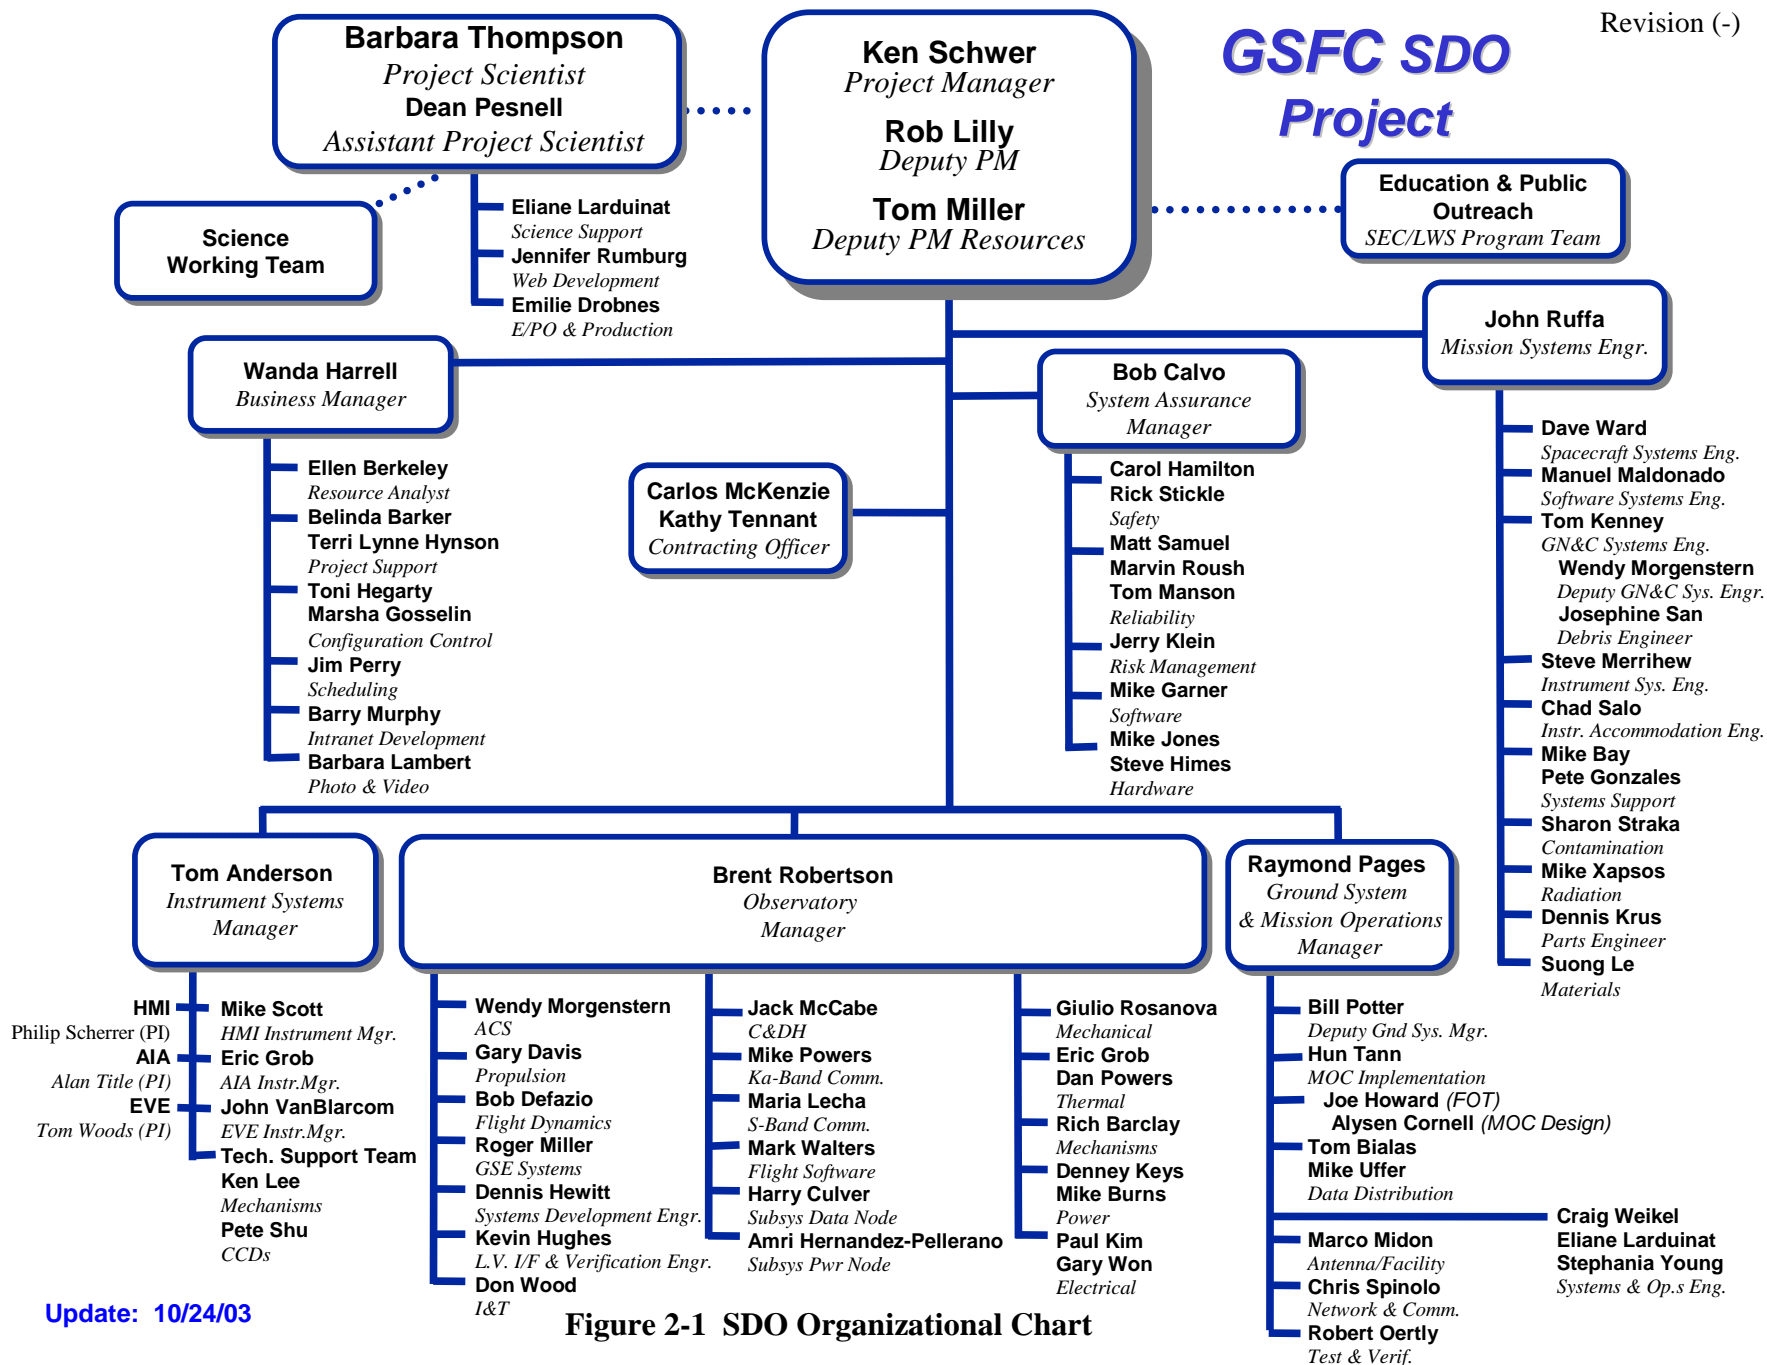 Revision (-)
GSFC SDO
Project
Barbara Thompson
Project Scientist
Dean Pesnell
Assistant Project Scientist
Ken Schwer
Project Manager
Rob Lilly
Deputy PM
Tom Miller
Deputy PM Resources
Education & Public
Outreach
SEC/LWS Program Team
Science
Working Team
Eliane Larduinat
Science Support
Jennifer Rumburg
Web Development
Emilie Drobnes
E/PO & Production
John Ruffa
Mission Systems Engr.
Wanda Harrell
Business Manager
Bob Calvo
System Assurance
Manager
Carlos McKenzie
Kathy Tennant
Contracting Officer
Ellen Berkeley
Resource Analyst
Belinda Barker
Terri Lynne Hynson
Project Support
Toni Hegarty
Marsha Gosselin
Configuration Control
Jim Perry
Scheduling
Barry Murphy
Intranet Development
Barbara Lambert
Photo & Video
Carol Hamilton
Rick Stickle
Safety
Matt Samuel
Marvin Roush
Tom Manson
Reliability
Jerry Klein
Risk Management
Mike Garner
Software
Mike Jones
Steve Himes
Hardware
Dave Ward
Spacecraft Systems Eng.
Manuel Maldonado
Software Systems Eng.
Tom Kenney
GN&C Systems Eng.
Wendy Morgenstern
Deputy GN&C Sys. Engr.
Josephine San
Debris Engineer
Steve Merrihew
Instrument Sys. Eng.
Chad Salo
Instr. Accommodation Eng.
Mike Bay
Pete Gonzales
Systems Support
Sharon Straka
Contamination
Mike Xapsos
Radiation
Dennis Krus
Parts Engineer
Suong Le
Materials
Tom Anderson
Instrument Systems
Manager
Brent Robertson
Observatory
Manager
Raymond Pages
Ground System
& Mission Operations
Manager
HMI
Philip Scherrer (PI)
AIA
Alan Title (PI)
EVE
Tom Woods (PI)
Mike Scott
HMI Instrument Mgr.
Eric Grob
AIA Instr.Mgr.
John VanBlarcom
EVE Instr.Mgr.
Tech. Support Team
Ken Lee
Mechanisms
Pete Shu
CCDs
Wendy Morgenstern
ACS
Gary Davis
Propulsion
Bob Defazio
Flight Dynamics
Roger Miller
GSE Systems
Dennis Hewitt
Systems Development Engr.
Kevin Hughes
L.V. I/F & Verification Engr.
Don Wood
I&T
Jack McCabe
C&DH
Mike Powers
Ka-Band Comm.
Maria Lecha
S-Band Comm.
Mark Walters
Flight Software
Harry Culver
Subsys Data Node
Amri Hernandez-Pellerano
Subsys Pwr Node
Giulio Rosanova
Mechanical
Eric Grob
Dan Powers
Thermal
Rich Barclay
Mechanisms
Denney Keys
Mike Burns
Power
Paul Kim
Gary Won
Electrical
Bill Potter
Deputy Gnd Sys. Mgr.
Hun Tann
MOC Implementation
Joe Howard (FOT)
Alysen Cornell (MOC Design)
Tom Bialas
Mike Uffer
Data Distribution
Craig Weikel
Eliane Larduinat
Stephania Young
Systems & Op.s Eng.
Marco Midon
Antenna/Facility
Chris Spinolo
Network & Comm.
Robert Oertly
Test & Verif.
Update: 10/24/03
Figure 2-1 SDO Organizational Chart